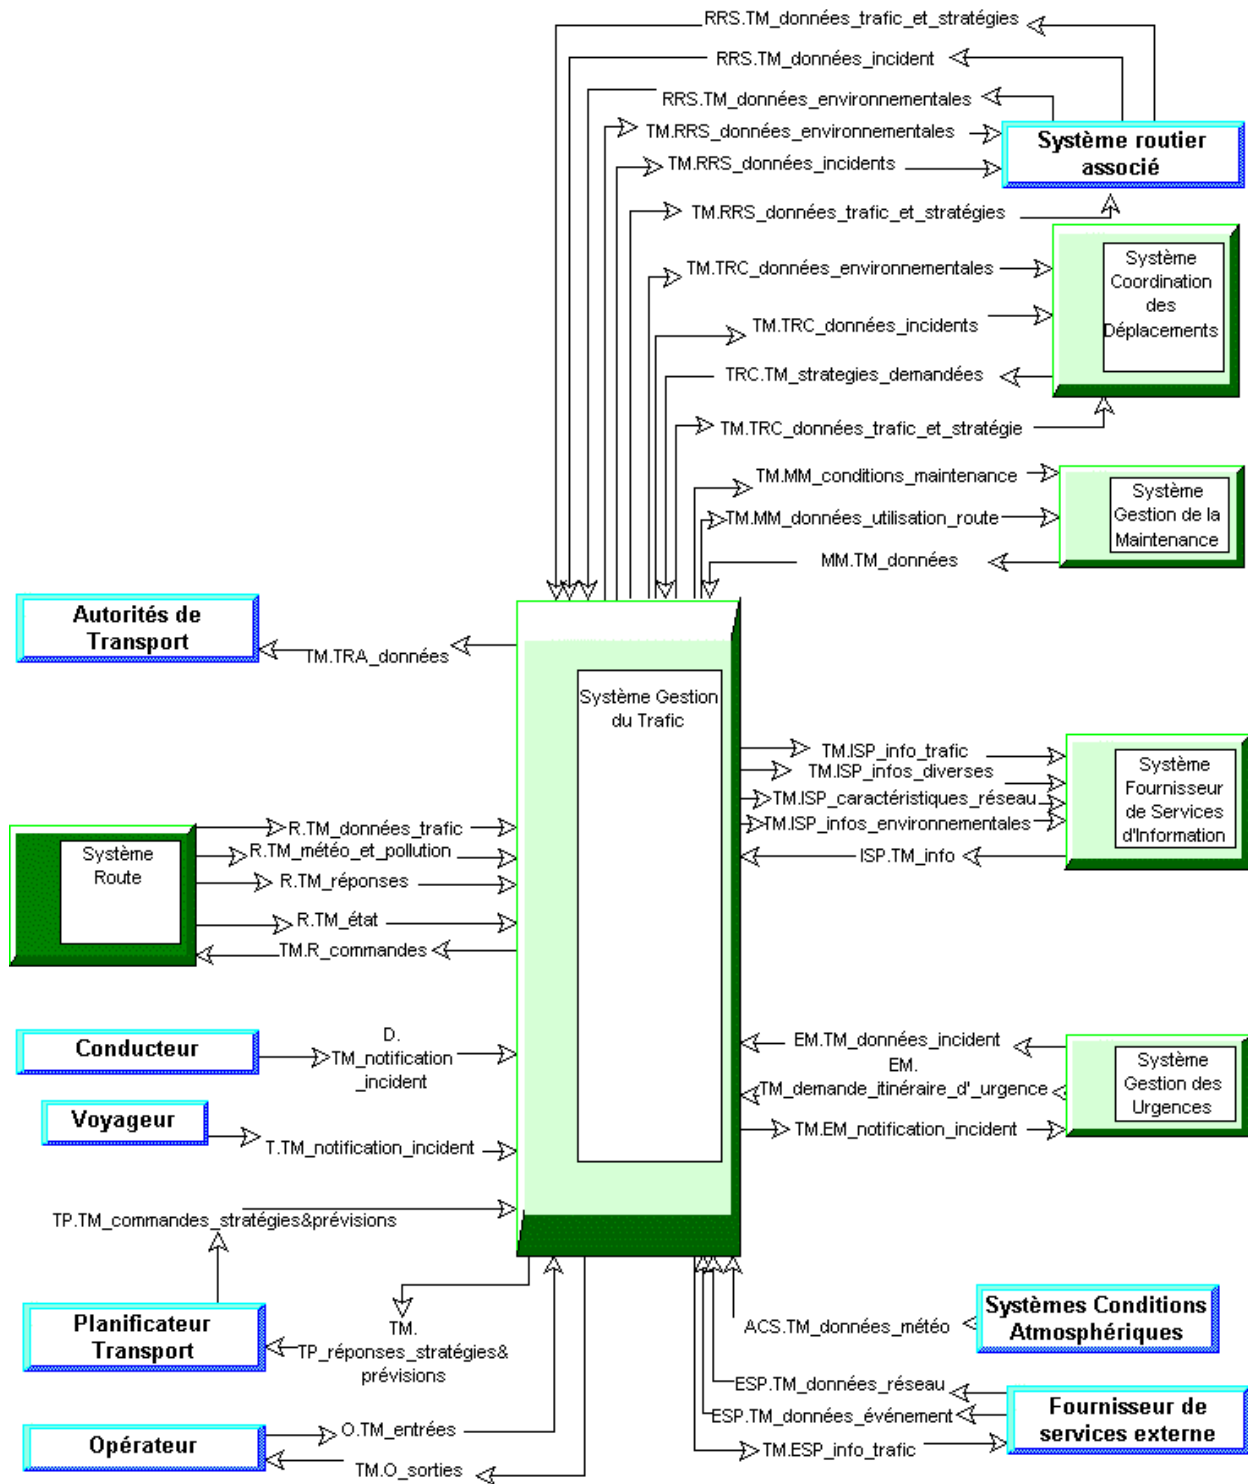 RRS.TM_données_trafic_et_stratégies
RRS.TM_données_incident
RRS.TM_données_environnementales
TM.RRS_données_environnementales
TM.RRS_données_incidents
TM.RRS_données_trafic_et_stratégies
Système routier
associé
TM.TRC_données_environnementales
TM.TRC_données_incidents
TRC.TM_strategies_demandées
TM.TRC_données_trafic_et_stratégie
Système
Coordination
des
Déplacements
TM.MM_conditions_maintenance
TM.MM_données_utilisation_route
MM.TM_données
Système
Gestion de la
Maintenance
Autorités de
Transport
TM.TRA_données
Système Gestion
du Trafic
TM.ISP_info_trafic
TM.ISP_infos_diverses
TM.ISP_caractéristiques_réseau
TM.ISP_infos_environnementales
ISP.TM_info
Système
Fournisseur
de Services
d'Information
Système
Route
R.TM_données_trafic
R.TM_météo_et_pollution
R.TM_réponses
R.TM_état
TM.R_commandes
Conducteur
D.
TM_notification
_incident
EM.TM_données_incident
EM.
TM_demande_itinéraire_d'_urgence
TM.EM_notification_incident
Système
Gestion des
Urgences
Voyageur
T.TM_notification_incident
TP.TM_commandes_stratégies&prévisions
Planificateur
Transport
TM.
TP_réponses_stratégies&
prévisions
Opérateur
O.TM_entrées
TM.O_sorties
ACS.TM_données_météo
Systèmes Conditions
Atmosphériques
ESP.TM_données_réseau
ESP.TM_données_événement
TM.ESP_info_trafic
Fournisseur de
services externe